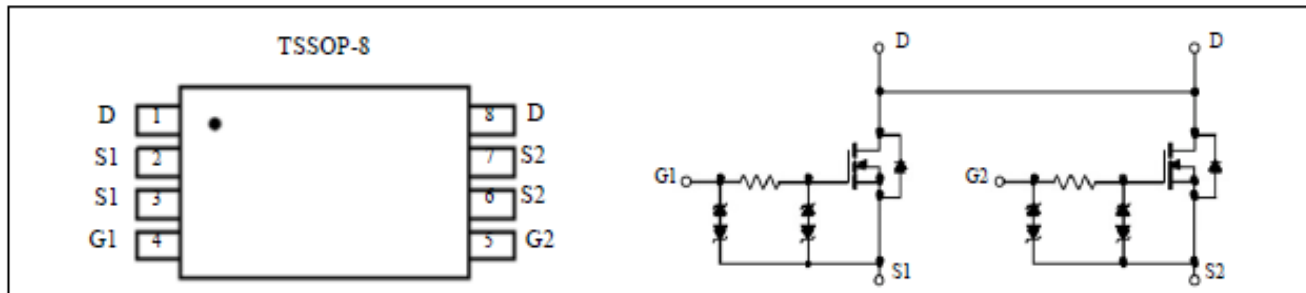 TSSOP-8
D 1 8 D
S1 2 7 S2
S1 3 6 S2
G1 4 5 G2
D D
G1 G2
S1 S2